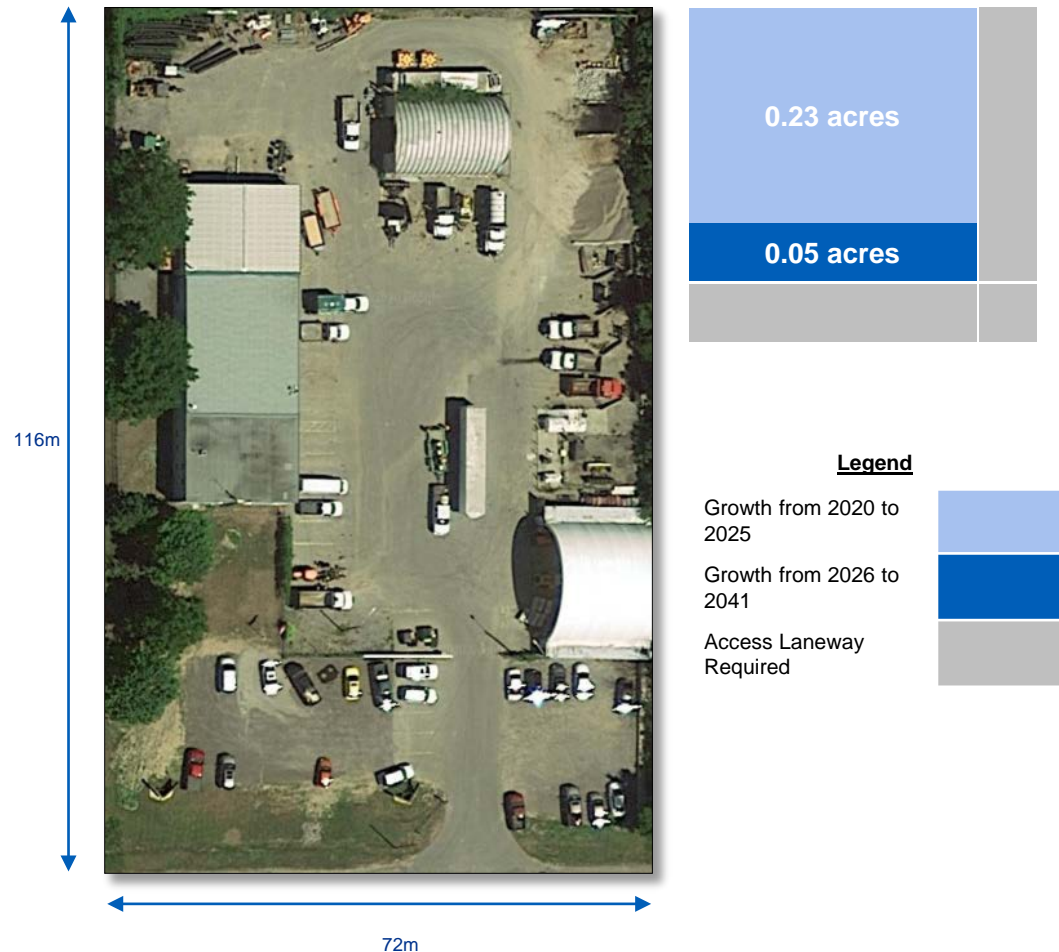 0.23 acres
0.05 acres
116m
Legend
Growth from 2020 to
2025
Growth from 2026 to
2041
Access Laneway
Required
72m